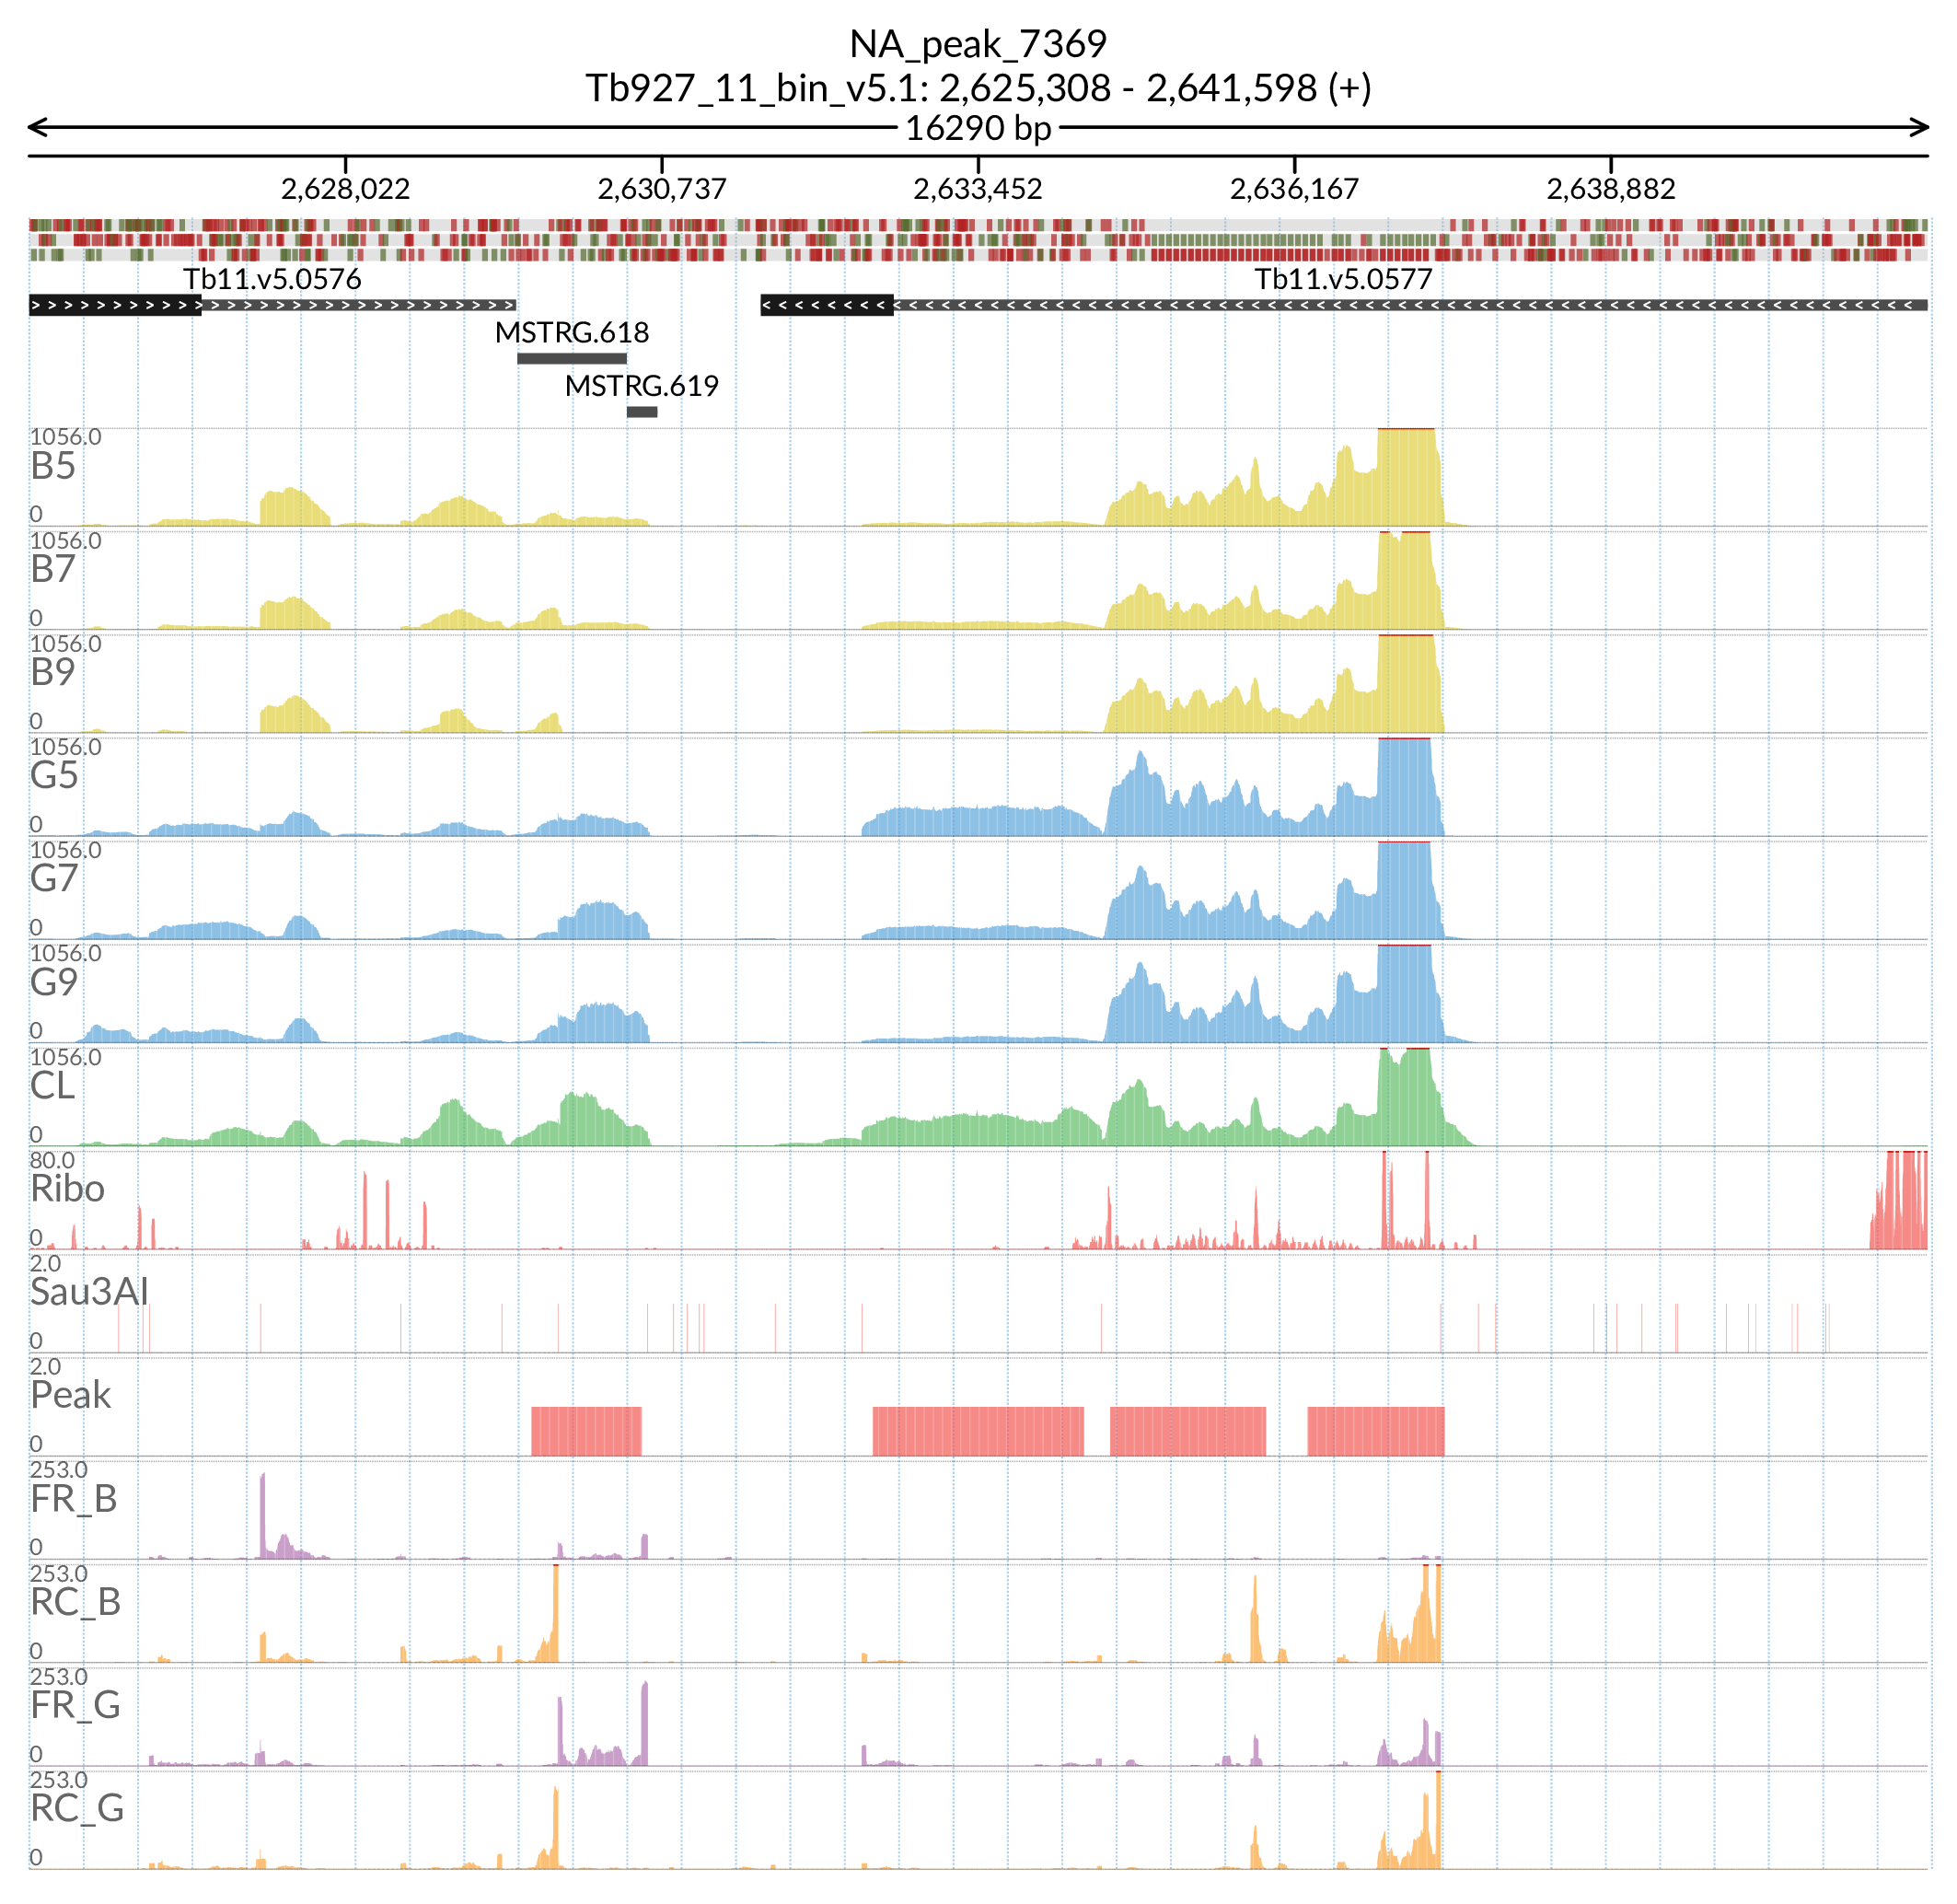 NA_peak_7369
Tb927_11_bin_v5.1: 2,625,308 - 2,641,598 (+)
16290 bp
2,628,022 2,630,737 2,633,452 2,636,167 2,638,882
Tb11.v5.0576 Tb11.v5.0577
MSTRG.618
MSTRG.619
1056.0
B5
0
1056.0
B7
0
1056.0
B9
0
1056.0
G5
0
1056.0
G7
0
1056.0
G9
0
1056.0
CL
0
80.0
Ribo
0
2.0
Sau3AI
0
2.0
Peak
0
253.0
FR_B
0
253.0
RC_B
0
253.0
FR_G
0
253.0
RC_G
0